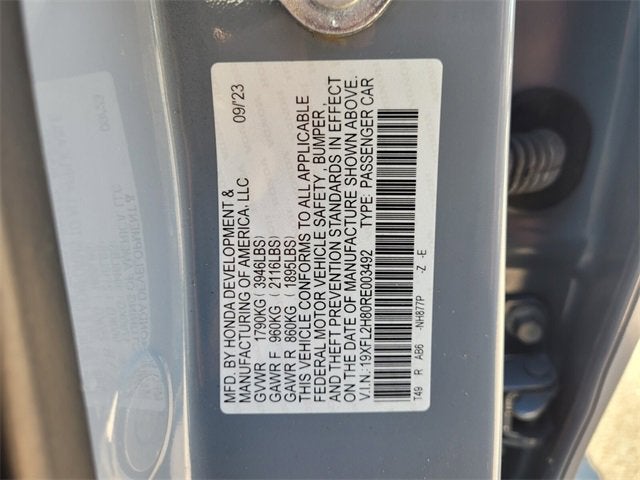 MFD. BY HONDA DEVELOPMENT & 09/23
MANUFACTURING OF AMERICA, LLC
GVWR 1790KG (3946LBS)
GAWR F 960KG (2116LBS)
GAWR R 860KG (1895LBS)
THIS VEHICLE CONFORMS TO ALL APPLICABLE
FEDERAL MOTOR VEHICLE SAFETY, BUMPER,
AND THEFT PREVENTION STANDARDS IN EFFECT
ON THE DATE OF MANUFACTURE SHOWN ABOVE.
V.I.N.: 19XFL2H80RE003492 TYPE: PASSENGER CAR
T49 R AB6 -NH877P -Z -E